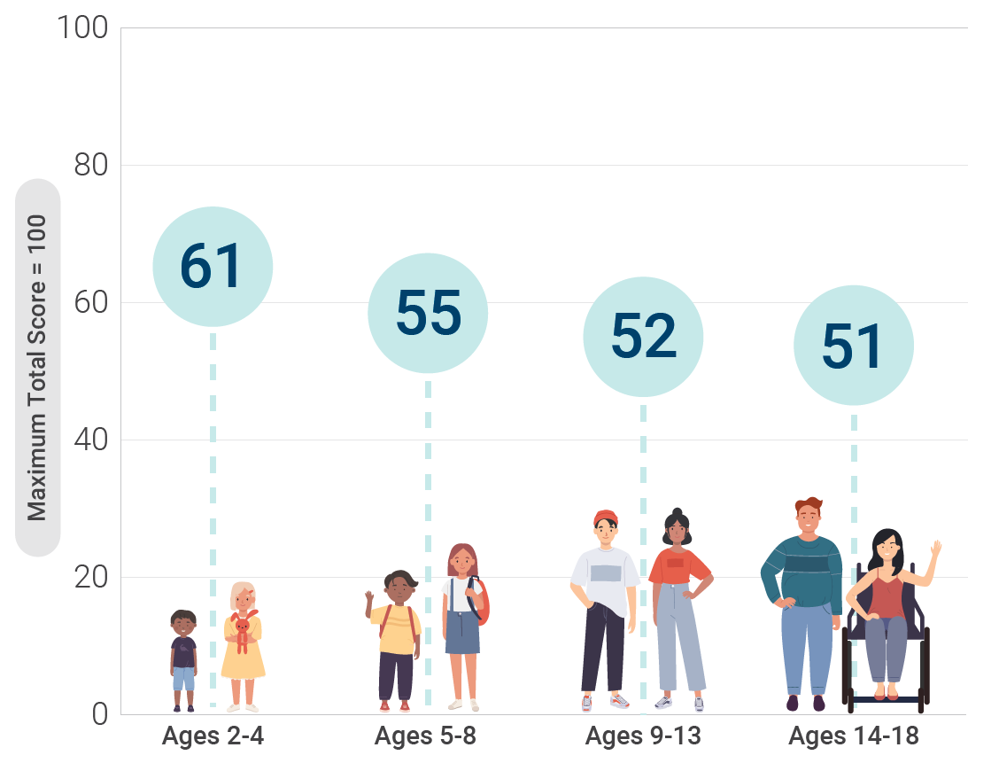 Maximum Total Score = 100
100
80
60
40
20
0
61
55
52
51
Ages 2-4
Ages 5-8
Ages 9-13
Ages 14-18